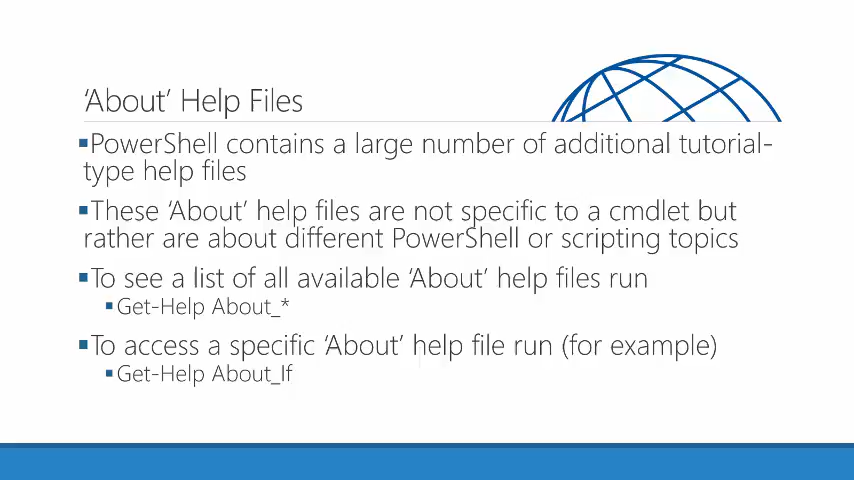 ‘About’ Help Files
▪PowerShell contains a large number of additional tutorial-
type help files
▪These ‘About’ help files are not specific to a cmdlet but
rather are about different PowerShell or scripting topics
▪To see a list of all available ‘About’ help files run
▪Get-Help About_*
▪To access a specific ‘About’ help file run (for example)
▪Get-Help About_If